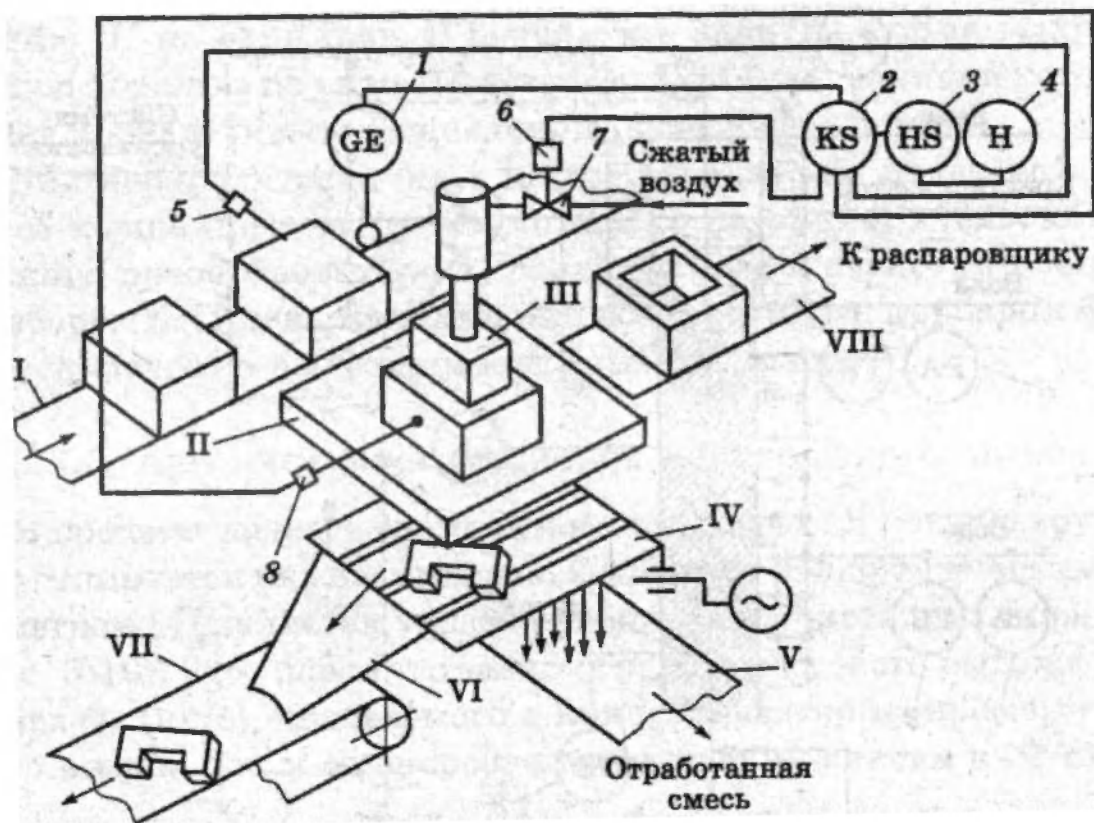 1
2
3
4
6
7
GE
KS
HS
H
Сжатый
воздух
5
К распаровщику
III
VIII
I
II
IV
8
VII
VI
V
Отработанная
смесь